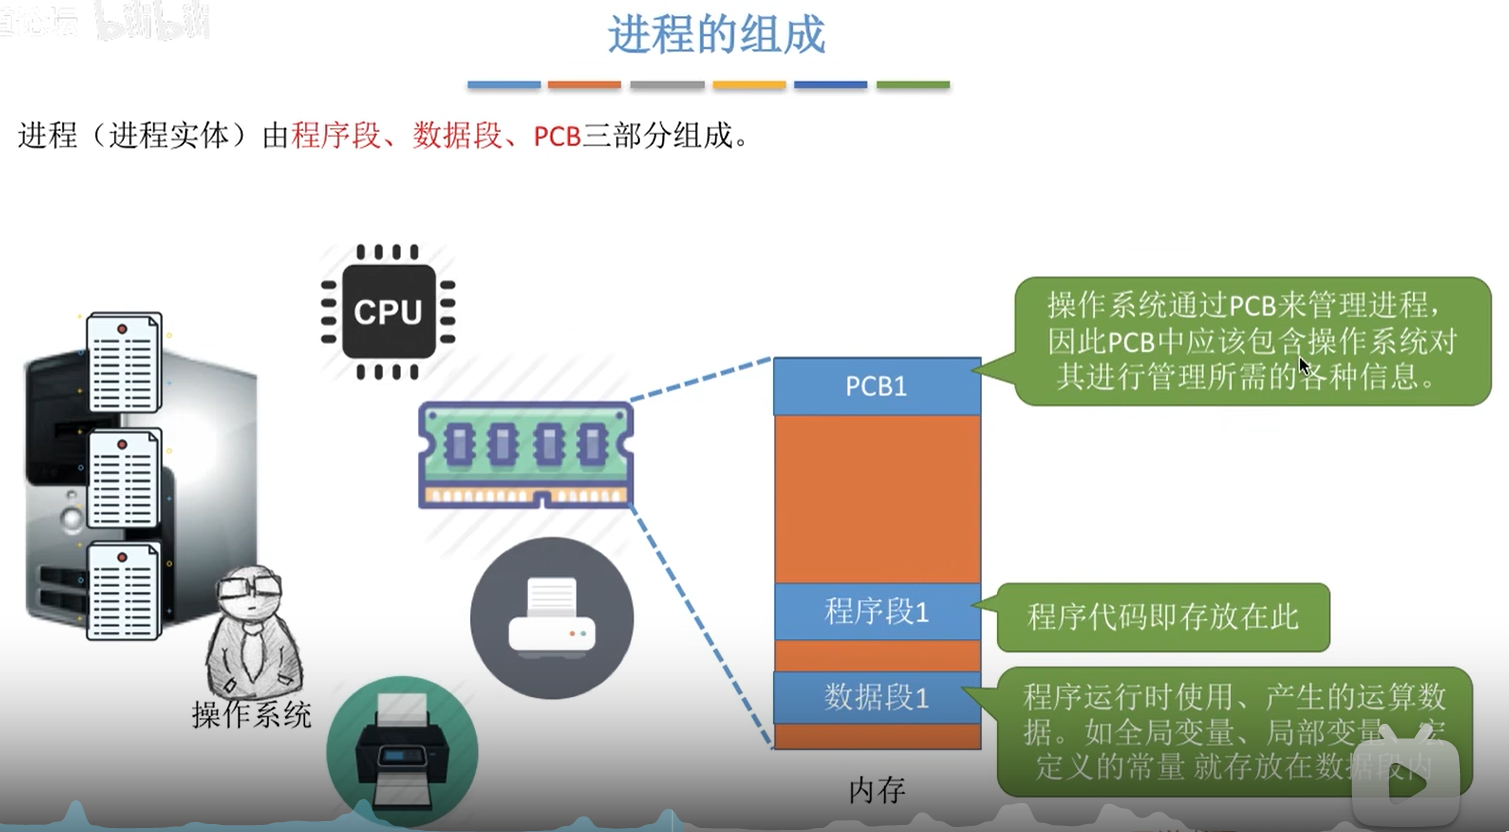 bilibili
进程的组成
进程（进程实体）由程序段、数据段、PCB三部分组成。
CPU
操作系统通过PCB来管理进程，
因此PCB中应该包含操作系统对
其进行管理所需的各种信息。
PCB1
程序段1
程序代码即存放在此
数据段1
程序运行时使用、产生的运算数
据。如全局变量、局部变量、宏
定义的常量 就存放在数据段内
操作系统
内存